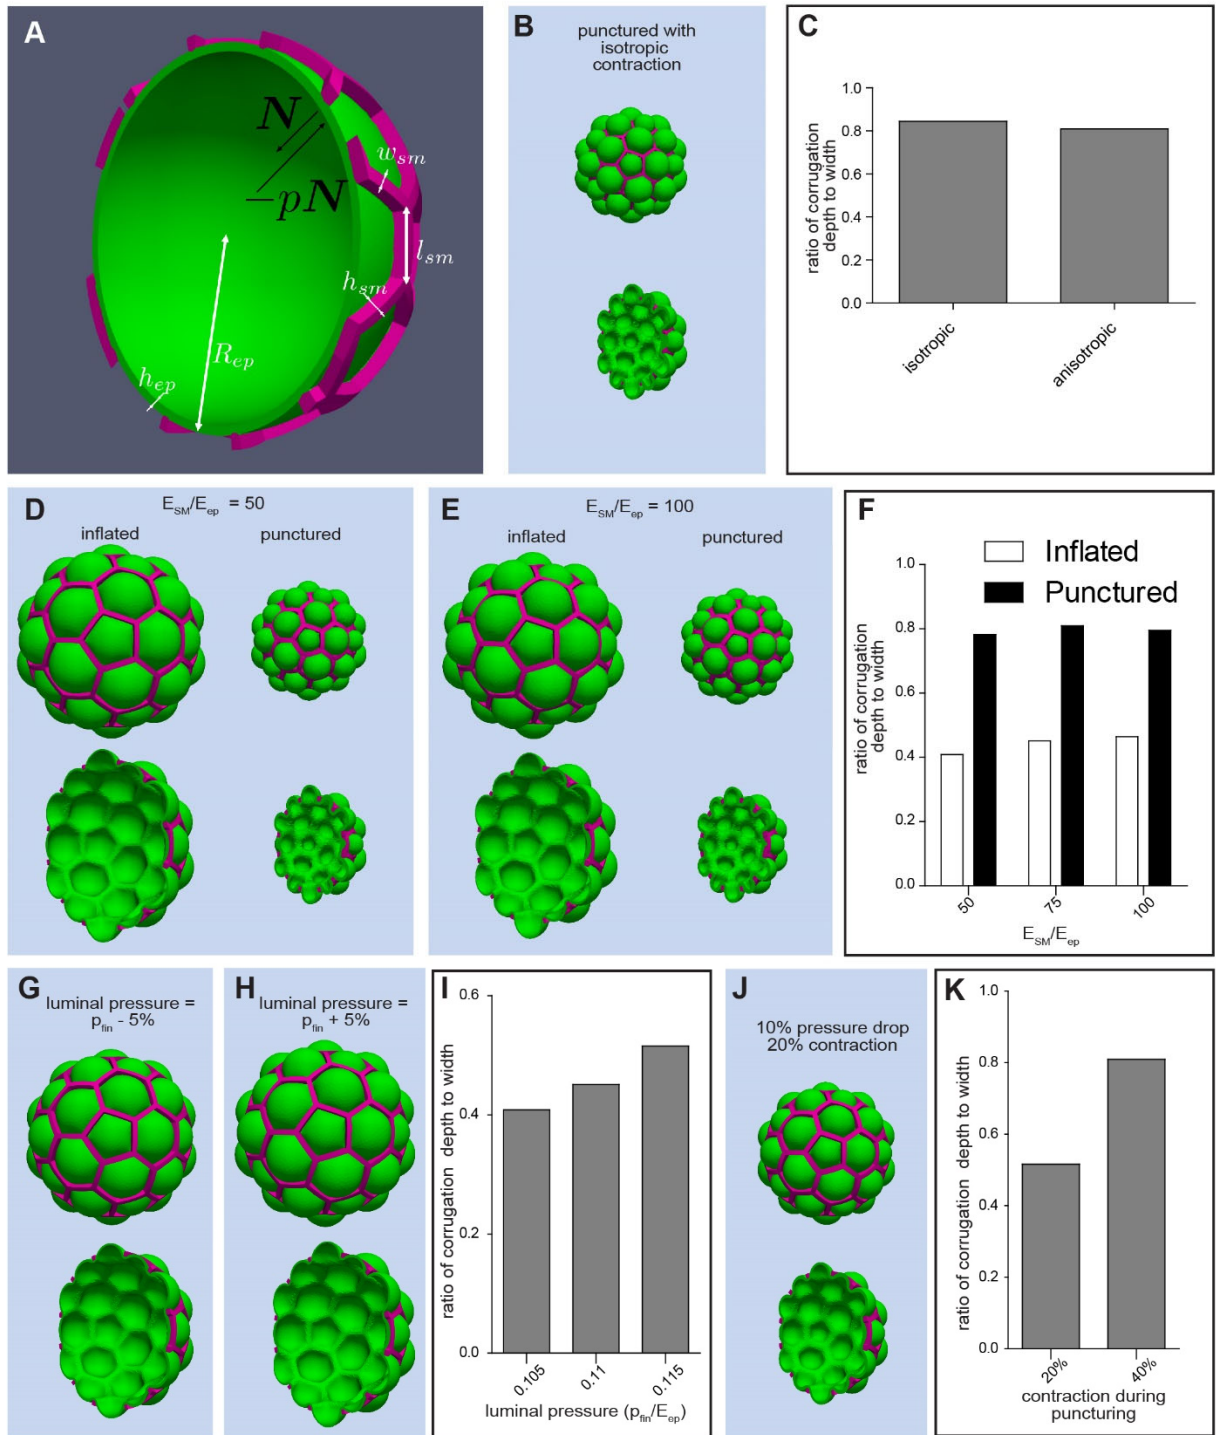 A
N
-pN
w_sm
l_sm
h_sm
R_ep
h_ep
B
punctured with
isotropic
contraction
C
ratio of corrugation
depth to width
1.0
0.8
0.6
0.4
0.2
0.0
isotropic
anisotropic
D
E_SM/E_ep = 50
inflated
punctured
E
E_SM/E_ep = 100
inflated
punctured
F
Inflated
Punctured
ratio of corrugation
depth to width
1.0
0.8
0.6
0.4
0.2
0.0
50
75
100
E_SM/E_ep
G
luminal pressure =
p_fin - 5%
H
luminal pressure =
p_fin + 5%
I
ratio of corrugation depth to width
0.6
0.4
0.2
0.0
0.105
0.11
0.115
luminal pressure (p_fin/E_ep)
J
10% pressure drop
20% contraction
K
ratio of corrugation depth to width
1.0
0.8
0.6
0.4
0.2
0.0
20%
40%
contraction during
puncturing